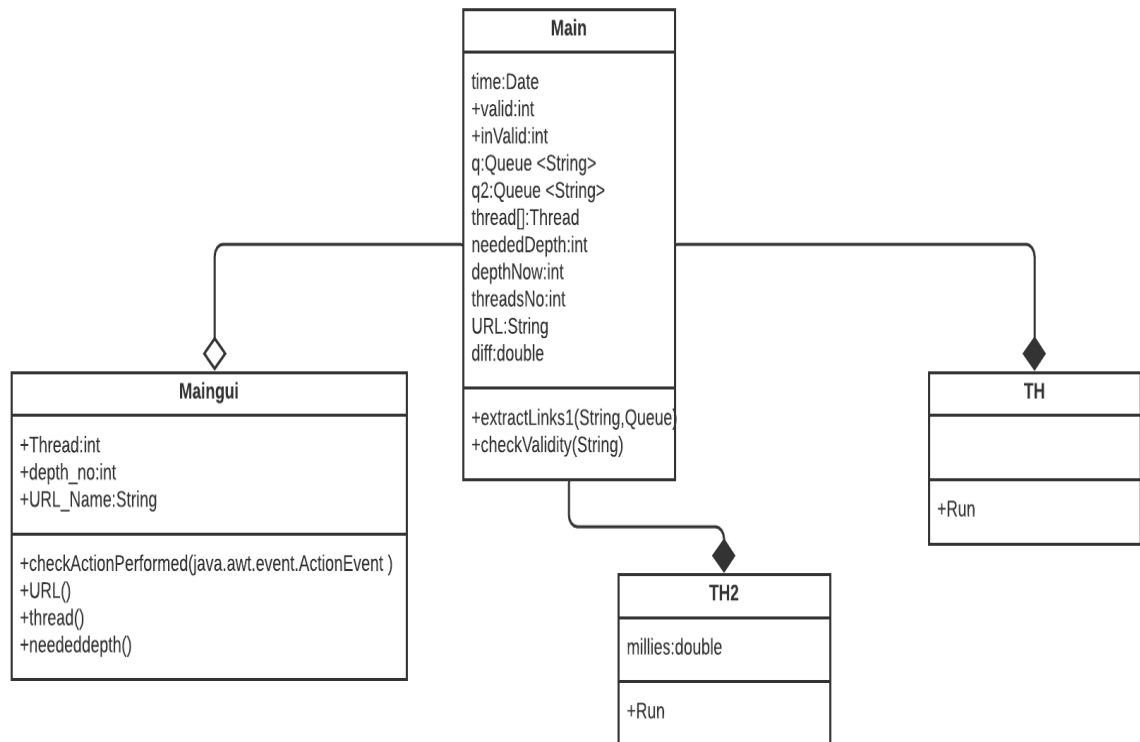 Main
time:Date
+valid:int
+inValid:int
q:Queue <String>
q2:Queue <String>
thread[]:Thread
neededDepth:int
depthNow:int
threadsNo:int
URL:String
diff:double
+extractLinks1(String,Queue)
+checkValidity(String)
Maingui
+Thread:int
+depth_no:int
+URL_Name:String
+checkActionPerformed(java.awt.event.ActionEvent )
+URL()
+thread()
+neededdepth()
TH2
millies:double
+Run
TH
+Run